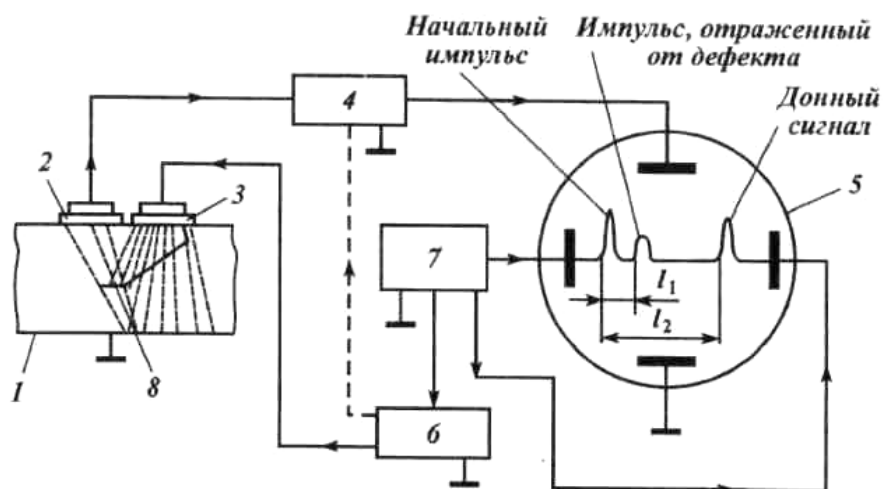 Начальный
импульс
Импульс, отраженный
от дефекта
Донный
сигнал
4
2
3
5
7
l₁
l₂
1
8
6